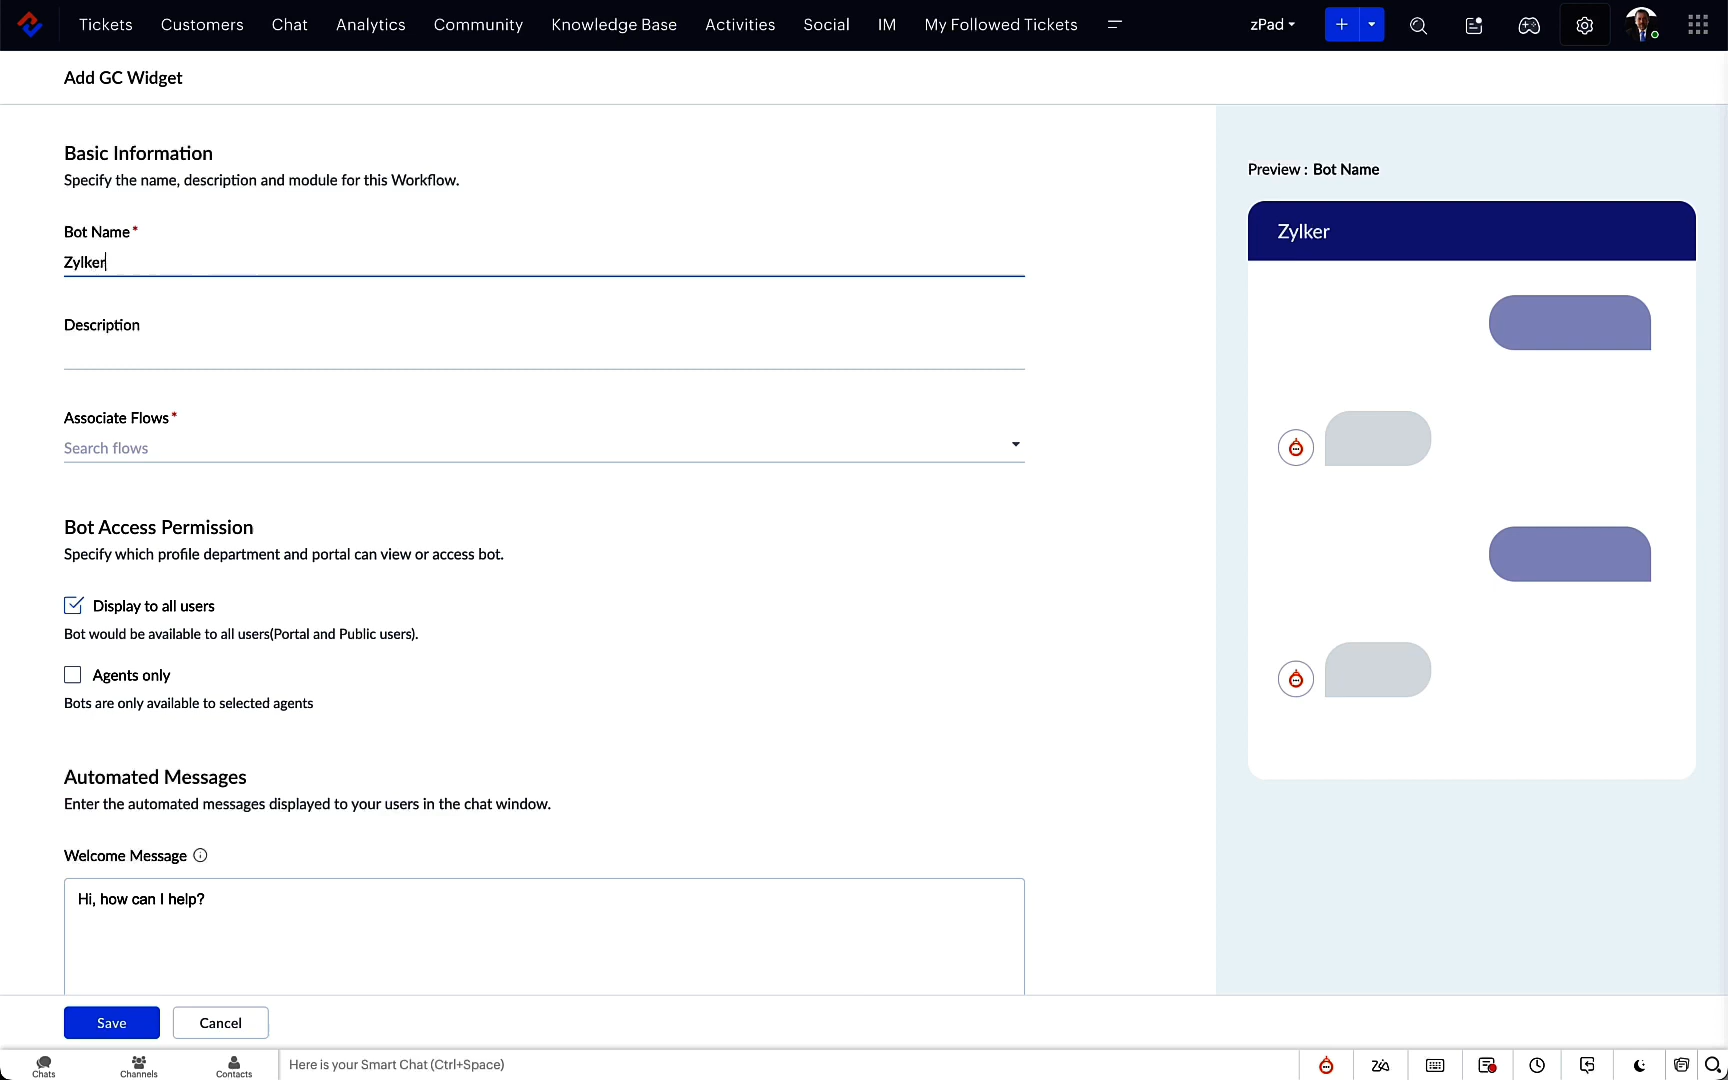 Tickets Customers Chat Analytics Community Knowledge Base Activities Social IM My Followed Tickets zPad
Add GC Widget
Basic Information
Specify the name, description and module for this Workflow.
Bot Name*
Zylker
Description
Associate Flows*
Search flows
Bot Access Permission
Specify which profile department and portal can view or access bot.
Display to all users
Bot would be available to all users(Portal and Public users).
Agents only
Bots are only available to selected agents
Automated Messages
Enter the automated messages displayed to your users in the chat window.
Welcome Message
Hi, how can I help?
Save Cancel
Preview : Bot Name
Zylker
Chats Channels Contacts Here is your Smart Chat (Ctrl+Space)